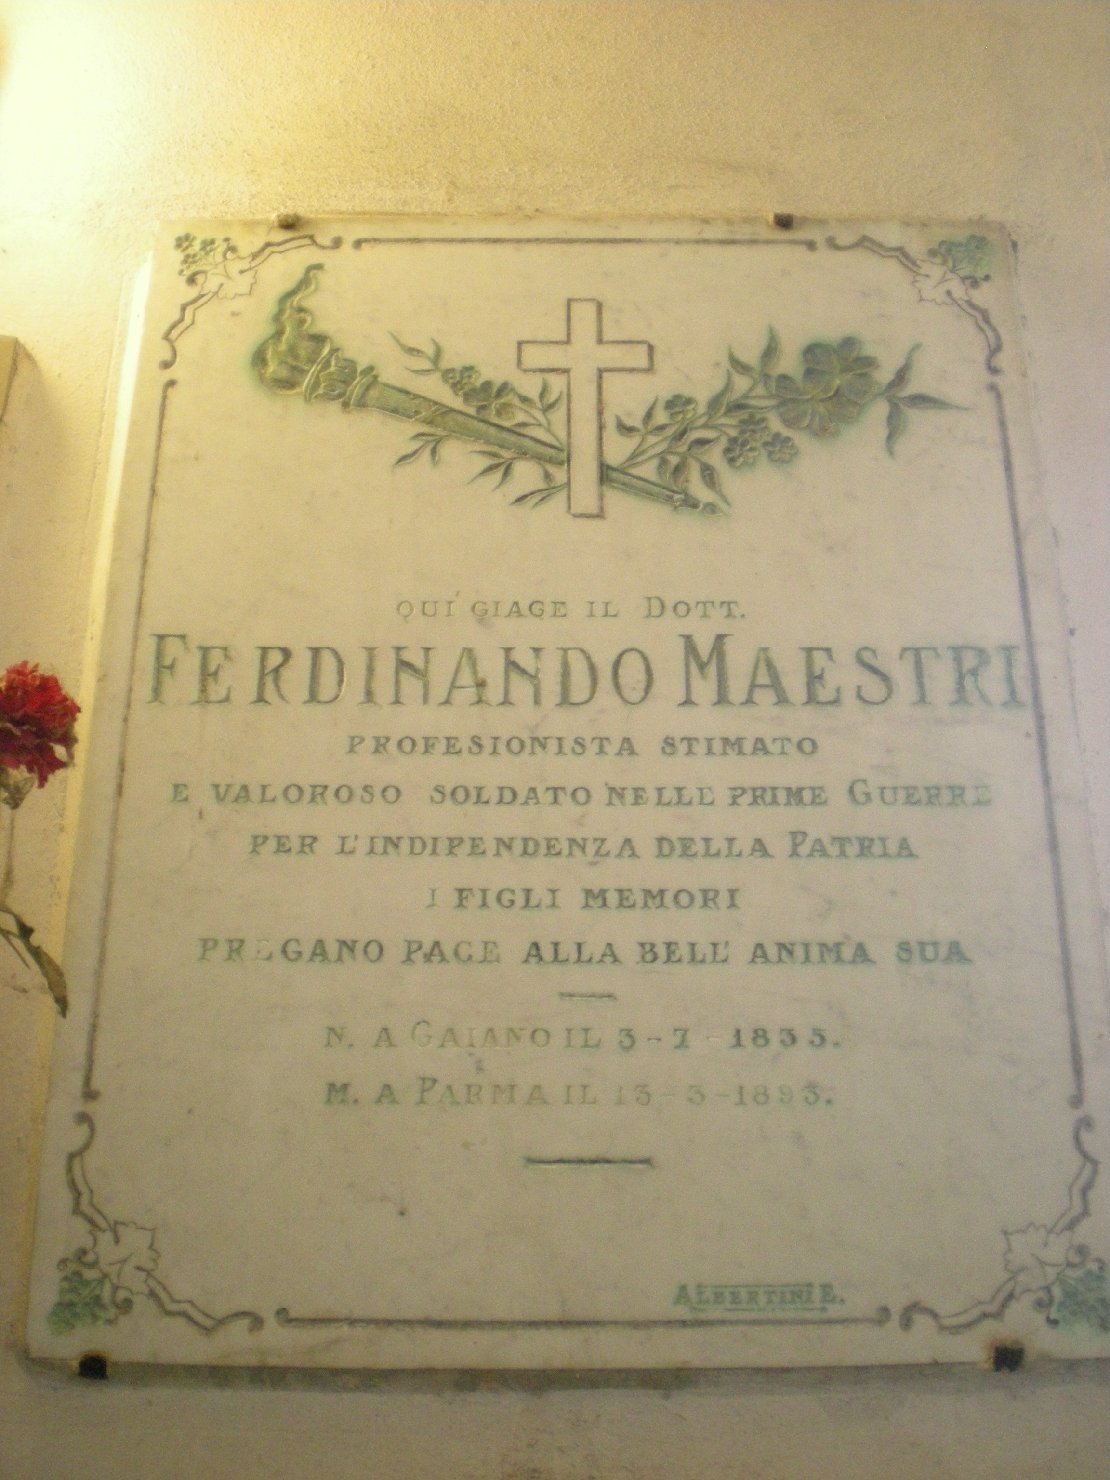 QUI GIACE IL DOTT.
FERDINANDO MAESTRI
PROFESIONISTA STIMATO
E VALOROSO SOLDATO NELLE PRIME GUERRE
PER L'INDIPENDENZA DELLA PATRIA
I FIGLI MEMORI
PREGANO PACE ALLA BELL' ANIMA SUA
N. A GAIANO IL 3-7-1835.
M. A PARMA IL 13-3-1893.
ALBERTINI E.